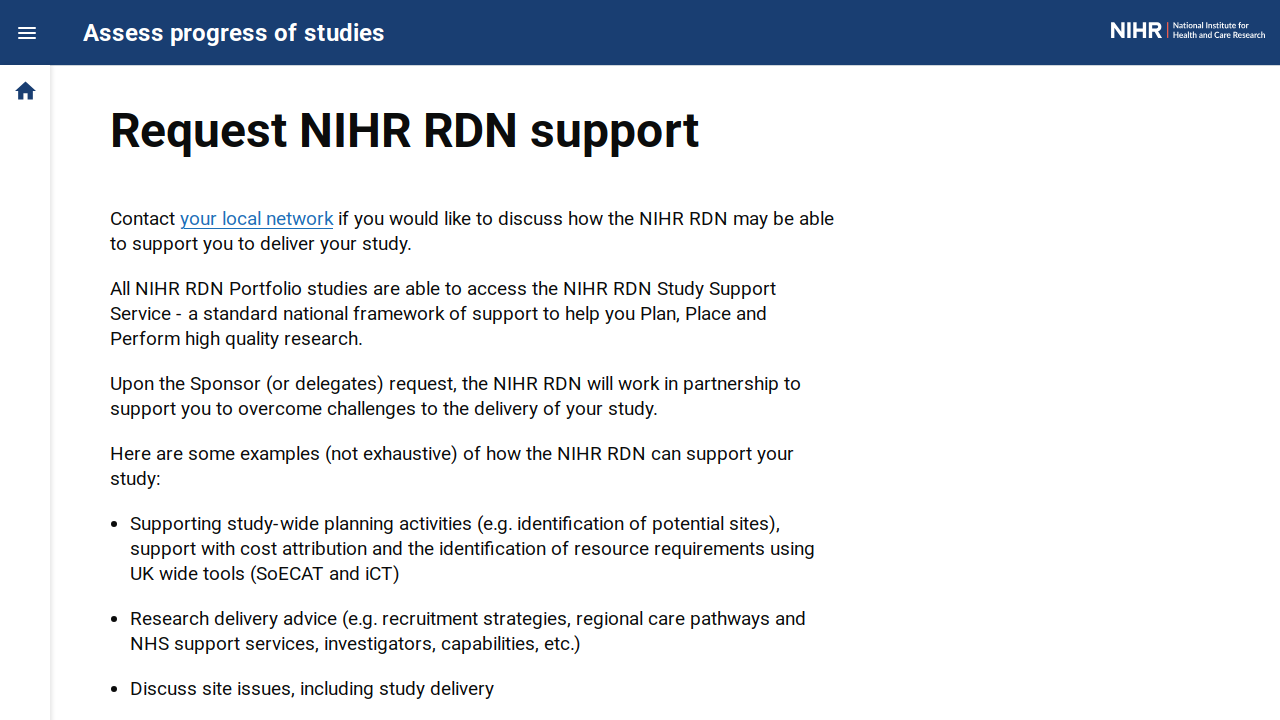 Assess progress of studies
NIHR | National Institute for
Health and Care Research
Request NIHR RDN support
Contact your local network if you would like to discuss how the NIHR RDN may be able
to support you to deliver your study.
All NIHR RDN Portfolio studies are able to access the NIHR RDN Study Support
Service - a standard national framework of support to help you Plan, Place and
Perform high quality research.
Upon the Sponsor (or delegates) request, the NIHR RDN will work in partnership to
support you to overcome challenges to the delivery of your study.
Here are some examples (not exhaustive) of how the NIHR RDN can support your
study:
• Supporting study-wide planning activities (e.g. identification of potential sites),
support with cost attribution and the identification of resource requirements using
UK wide tools (SoECAT and iCT)
• Research delivery advice (e.g. recruitment strategies, regional care pathways and
NHS support services, investigators, capabilities, etc.)
• Discuss site issues, including study delivery